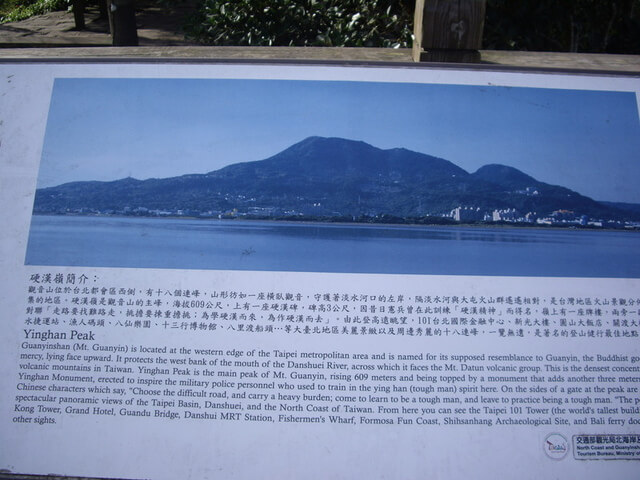 硬漢嶺簡介：
觀音山位於台北都會區西側，有十八個連峰，山形彷如一座橫臥觀音，守護著淡水河口的左岸，隔淡水河與大屯火山群遙遙相對，是台灣地區火山景觀分佈
集的地區。硬漢嶺是觀音山的主峰，海拔609公尺，上有一座硬漢碑，碑高3公尺，因昔日憲兵曾在此訓練「硬漢精神」而得名，嶺上有一座牌樓，兩旁一
對聯「走路要找難路走，挑擔要揀重擔挑；為學硬漢而來，為作硬漢而去」，由此登高遠眺，101台北國際金融中心、新光大樓、圓山大飯店、關渡大
水捷運站、漁人碼頭、八仙樂園、十三行博物館、八里渡船頭...等大臺北地區美麗景緻以及周邊秀麗的十八連峰，一覽無遺，是著名的登山健行最佳地點
Yinghan Peak
Guanyinshan (Mt. Guanyin) is located at the western edge of the Taipei metropolitan area and is named for its supposed resemblance to Guanyin, the Buddhist go
mercy, lying face upward. It protects the west bank of the mouth of the Danshuei River, across which it faces the Mt. Datun volcanic group. This is the densest concent
volcanic mountains in Taiwan. Yinghan Peak is the main peak of Mt. Guanyin, rising 609 meters and being topped by a monument that adds another three meter
Yinghan Monument, erected to inspire the military police personnel who used to train in the ying han (tough man) spirit here. On the sides of a gate at the peak are
Chinese characters which say, "Choose the difficult road, and carry a heavy burden; come to learn to be a tough man, and leave to practice being a tough man. "The pe
spectacular panoramic views of the Taipei Basin, Danshuei, and the North Coast of Taiwan. From here you can see the Taipei 101 Tower (the world's tallest build
Kong Tower, Grand Hotel, Guandu Bridge, Danshui MRT Station, Fishermen's Wharf, Formosa Fun Coast, Shihsanhang Archaeological Site, and Bali ferry doc
other sights.
交通部觀光局北海岸及
North Coast and Guanyinsha
Tourism Bureau, Ministry of